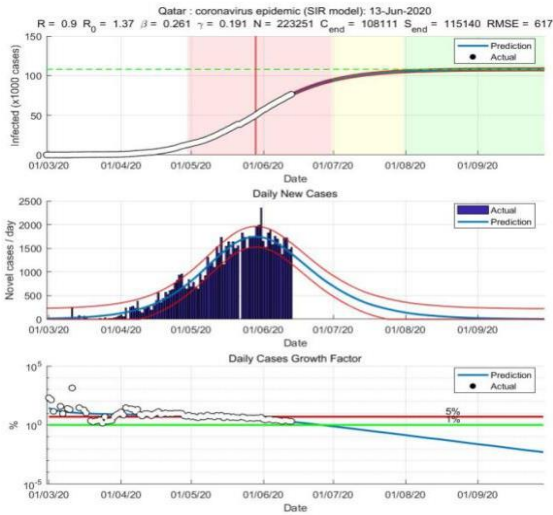 Qatar : coronavirus epidemic (SIR model): 13-Jun-2020
R = 0.9 R0 = 1.37 β = 0.261 γ = 0.191 N = 223251 Cend = 108111 Send = 115140 RMSE = 617
Infected (x1000 cases)
150
100
50
0
Prediction
Actual
01/03/20 01/04/20 01/05/20 01/06/20 01/07/20 01/08/20 01/09/20
Date
Daily New Cases
Novel cases / day
2500
2000
1500
1000
500
0
Actual
Prediction
01/03/20 01/04/20 01/05/20 01/06/20 01/07/20 01/08/20 01/09/20
Date
Daily Cases Growth Factor
%
10^5
10^0
10^-5
Prediction
Actual
5%
1%
01/03/20 01/04/20 01/05/20 01/06/20 01/07/20 01/08/20 01/09/20
Date